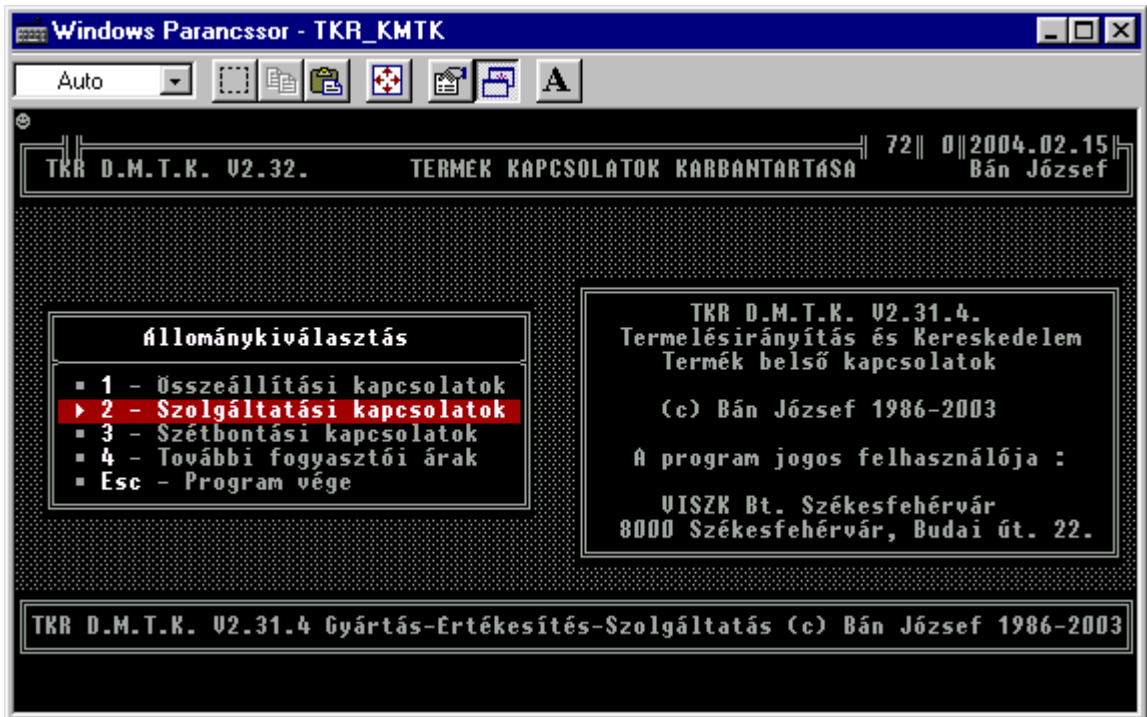 Windows Parancssor - TKR_KMTK
Auto
A
72 0 2004.02.15
TKR D.M.T.K. V2.32. TERMÉK KAPCSOLATOK KARBANTARTÁSA Bán József
Állománykiválasztás
1 - Összeállítási kapcsolatok
2 - Szolgáltatási kapcsolatok
3 - Szétbontási kapcsolatok
4 - További fogyasztói árak
Esc - Program vége
TKR D.M.T.K. V2.31.4.
Termelésirányítás és Kereskedelem
Termék belső kapcsolatok
(c) Bán József 1986-2003
A program jogos felhasználója :
VISZK Bt. Székesfehérvár
8000 Székesfehérvár, Budai út. 22.
TKR D.M.T.K. V2.31.4 Gyártás-Értékesítés-Szolgáltatás (c) Bán József 1986-2003